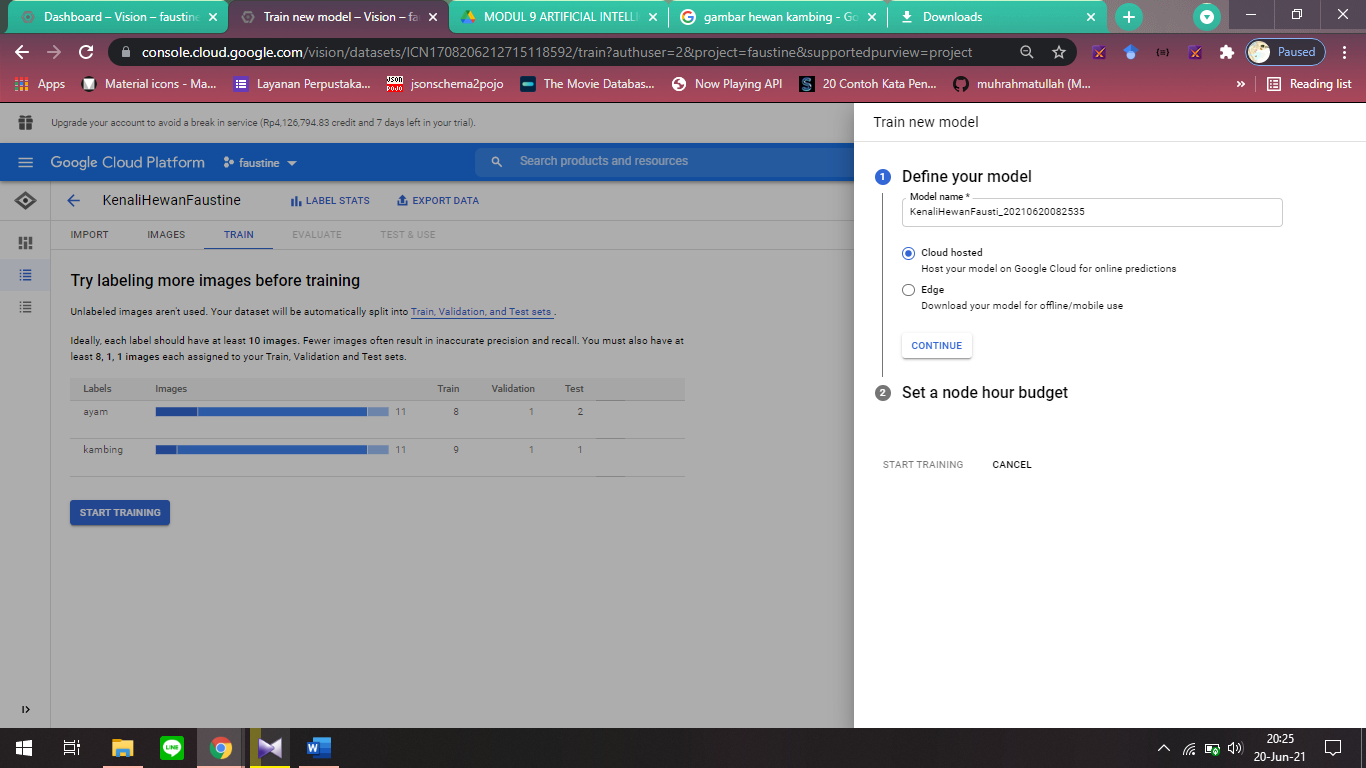 Dashboard – Vision – faustine
Train new model – Vision – fa
MODUL 9 ARTIFICIAL INTELLI
gambar hewan kambing - Go
Downloads
console.cloud.google.com/vision/datasets/ICN1708206212715118592/train?authuser=2&project=faustine&supportedpurview=project
Paused
Apps
Material icons - Ma...
Layanan Perpustaka...
JSON POJO
jsonschema2pojo
The Movie Databas...
Now Playing API
20 Contoh Kata Pen...
muhrahmatullah (M...
»
Reading list
Upgrade your account to avoid a break in service (Rp4,126,794.83 credit and 7 days left in your trial).
Google Cloud Platform
faustine
Search products and resources
KenaliHewanFaustine
LABEL STATS
EXPORT DATA
IMPORT
IMAGES
TRAIN
EVALUATE
TEST & USE
Try labeling more images before training
Unlabeled images aren't used. Your dataset will be automatically split into Train, Validation, and Test sets .
Ideally, each label should have at least 10 images. Fewer images often result in inaccurate precision and recall. You must also have at
least 8, 1, 1 images each assigned to your Train, Validation and Test sets.
Labels Images Train Validation Test
ayam 11 8 1 2
kambing 11 9 1 1
START TRAINING
Train new model
1 Define your model
Model name *
KenaliHewanFausti_20210620082535
Cloud hosted
Host your model on Google Cloud for online predictions
Edge
Download your model for offline/mobile use
CONTINUE
2 Set a node hour budget
START TRAINING CANCEL
LINE
20:25
20-Jun-21